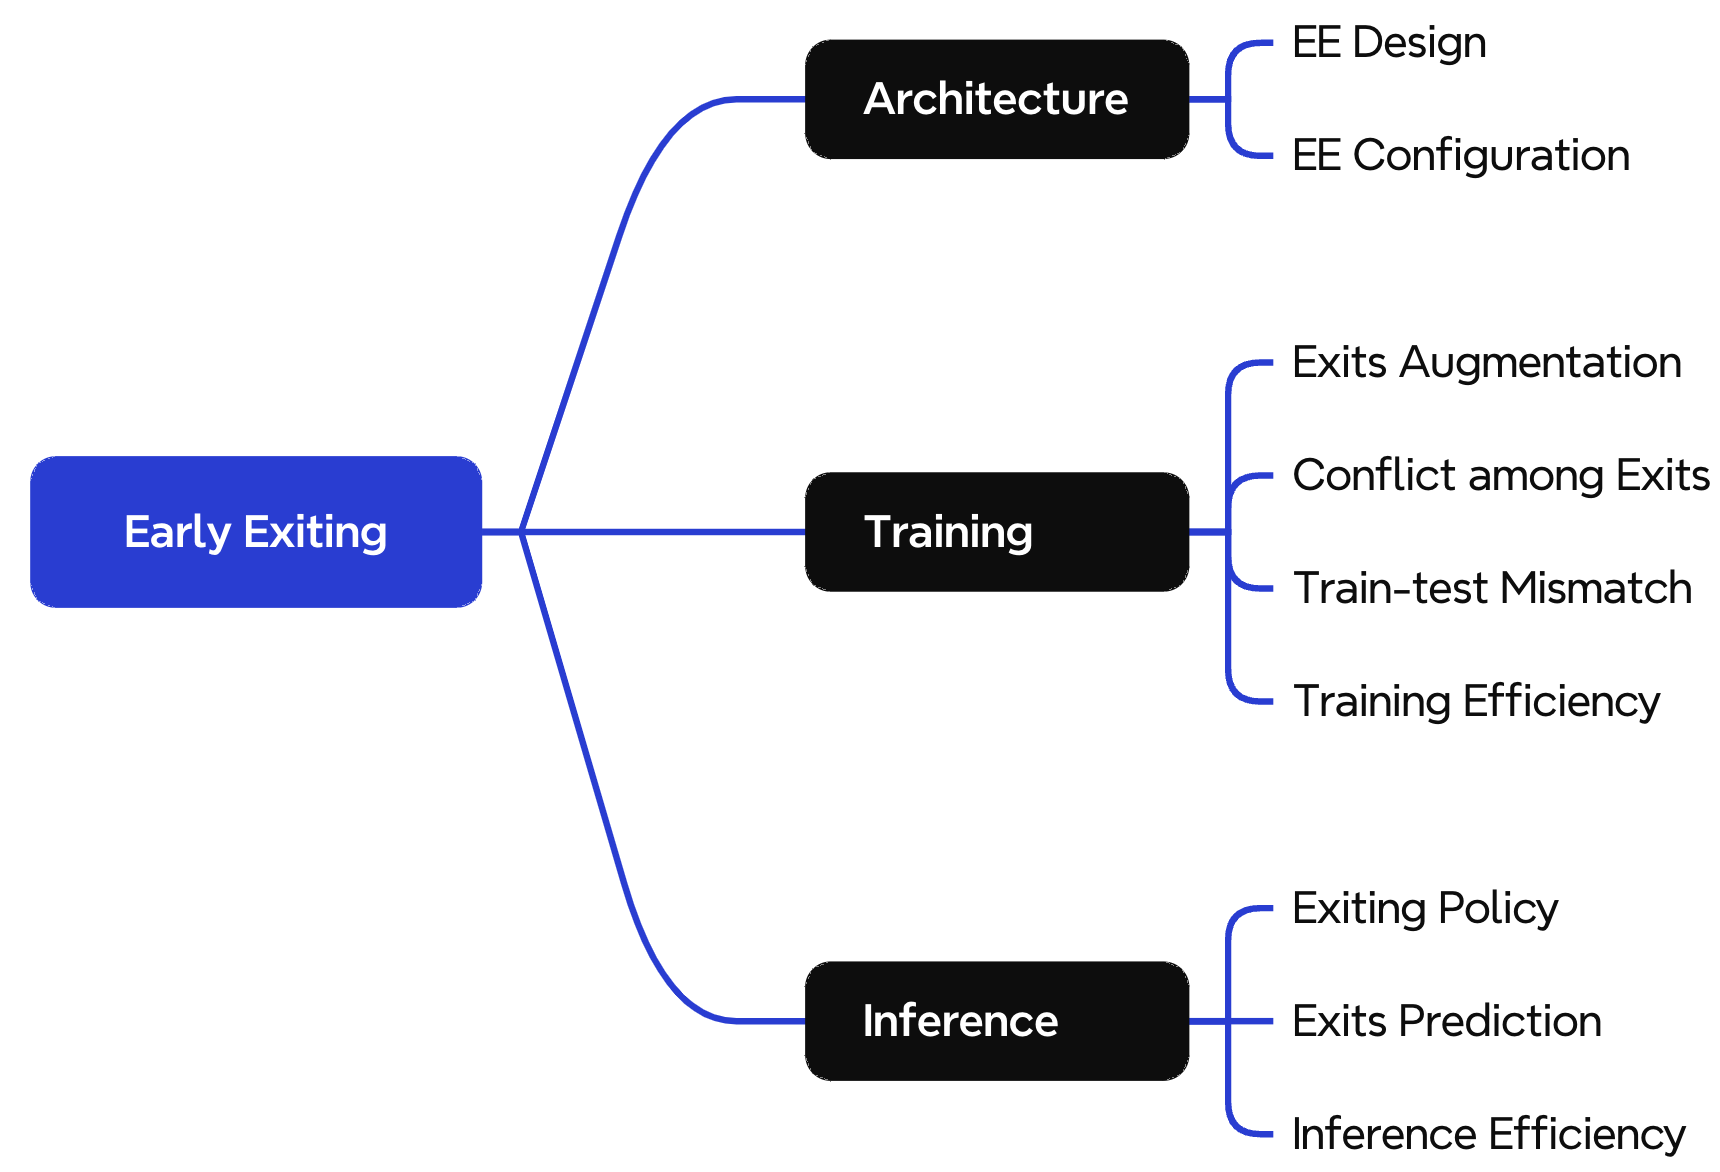 Early Exiting
Architecture
EE Design
EE Configuration
Training
Exits Augmentation
Conflict among Exits
Train-test Mismatch
Training Efficiency
Inference
Exiting Policy
Exits Prediction
Inference Efficiency